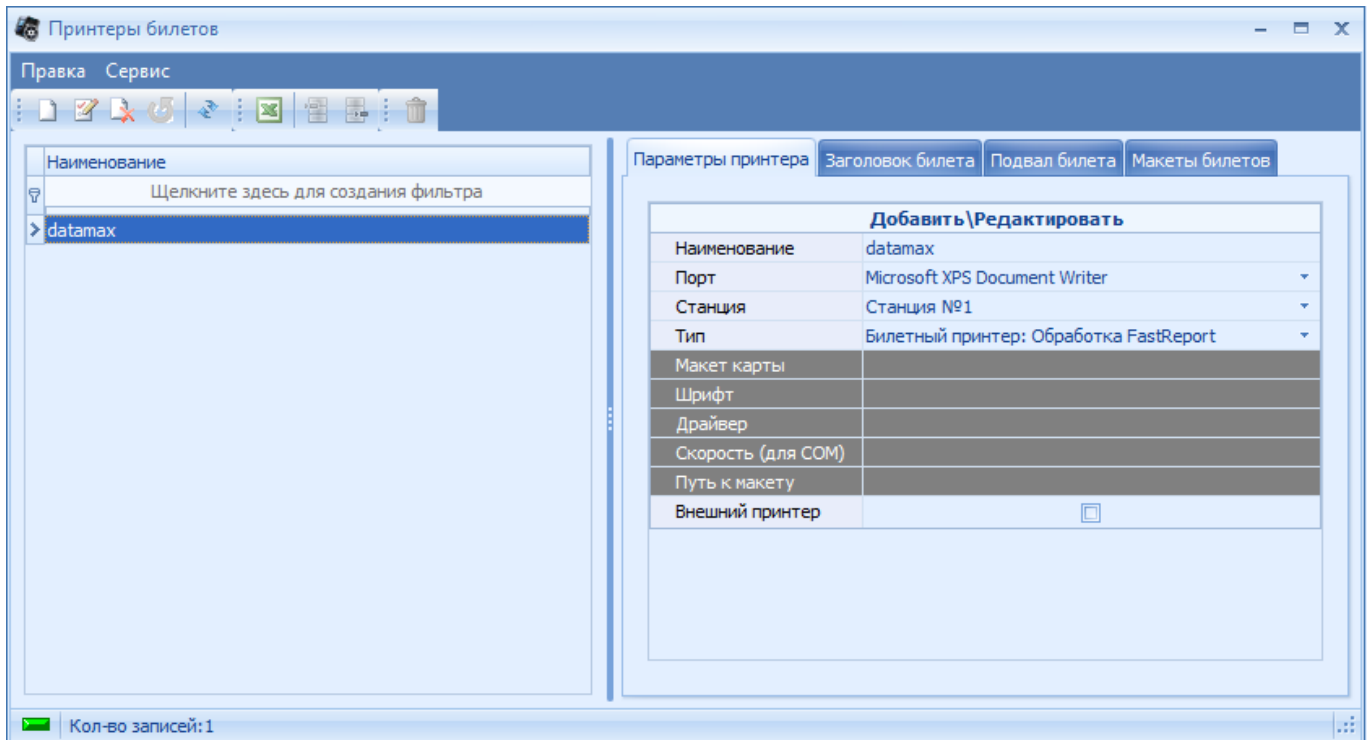 Принтеры билетов
Правка Сервис
Наименование
Щелкните здесь для создания фильтра
datamax
Параметры принтера Заголовок билета Подвал билета Макеты билетов
Добавить\Редактировать
Наименование datamax
Порт Microsoft XPS Document Writer
Станция Станция №1
Тип Билетный принтер: Обработка FastReport
Макет карты
Шрифт
Драйвер
Скорость (для COM)
Путь к макету
Внешний принтер
Кол-во записей:1